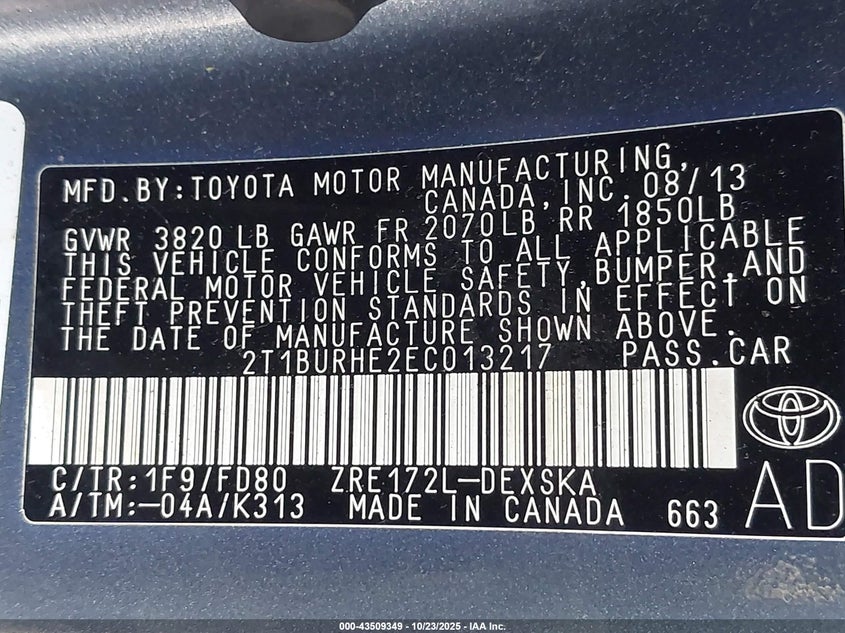 MFD.BY:TOYOTA MOTOR MANUFACTURING,
CANADA,INC. 08/13
GVWR 3820 LB GAWR FR 2070LB RR 1850LB
THIS VEHICLE CONFORMS TO ALL APPLICABLE
FEDERAL MOTOR VEHICLE SAFETY,BUMPER,AND
THEFT PREVENTION STANDARDS IN EFFECT ON
THE DATE OF MANUFACTURE SHOWN ABOVE.
2T1BURHE2EC013217 PASS.CAR
C/TR:1F9/FD80 ZRE172L-DEXSKA
A/TM:-04A/K313 MADE IN CANADA 663 AD
000-43509349 - 10/23/2025 - IAA Inc.